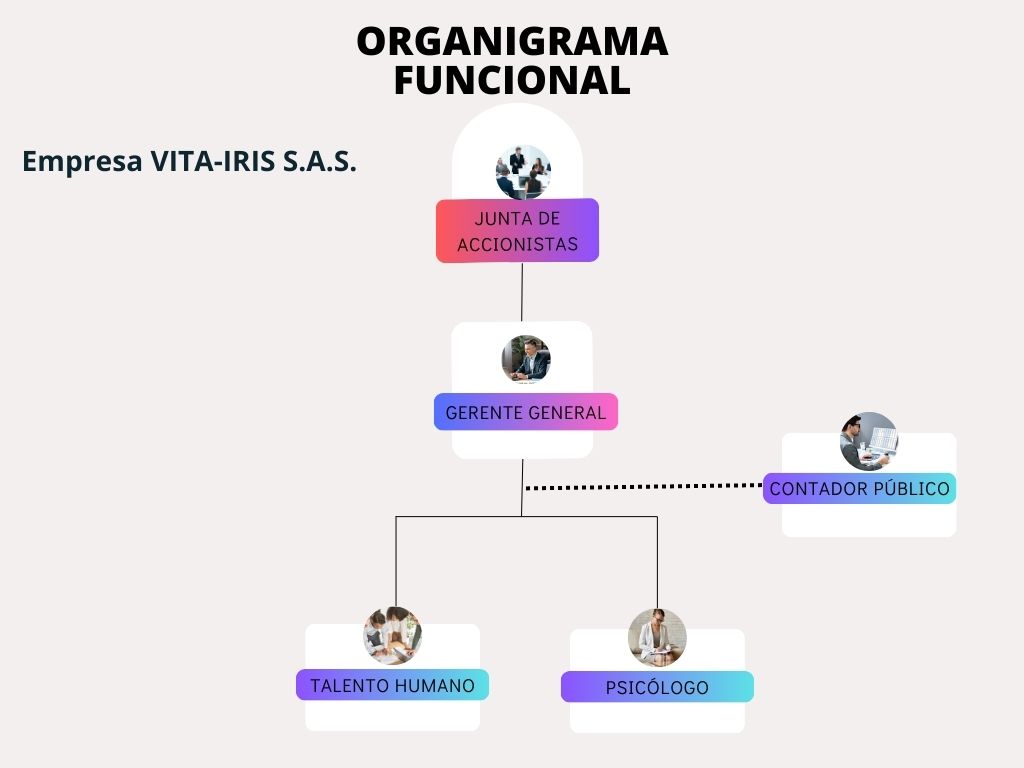 ORGANIGRAMA
FUNCIONAL
Empresa VITA-IRIS S.A.S.
JUNTA DE
ACCIONISTAS
GERENTE GENERAL
CONTADOR PÚBLICO
TALENTO HUMANO
PSICÓLOGO